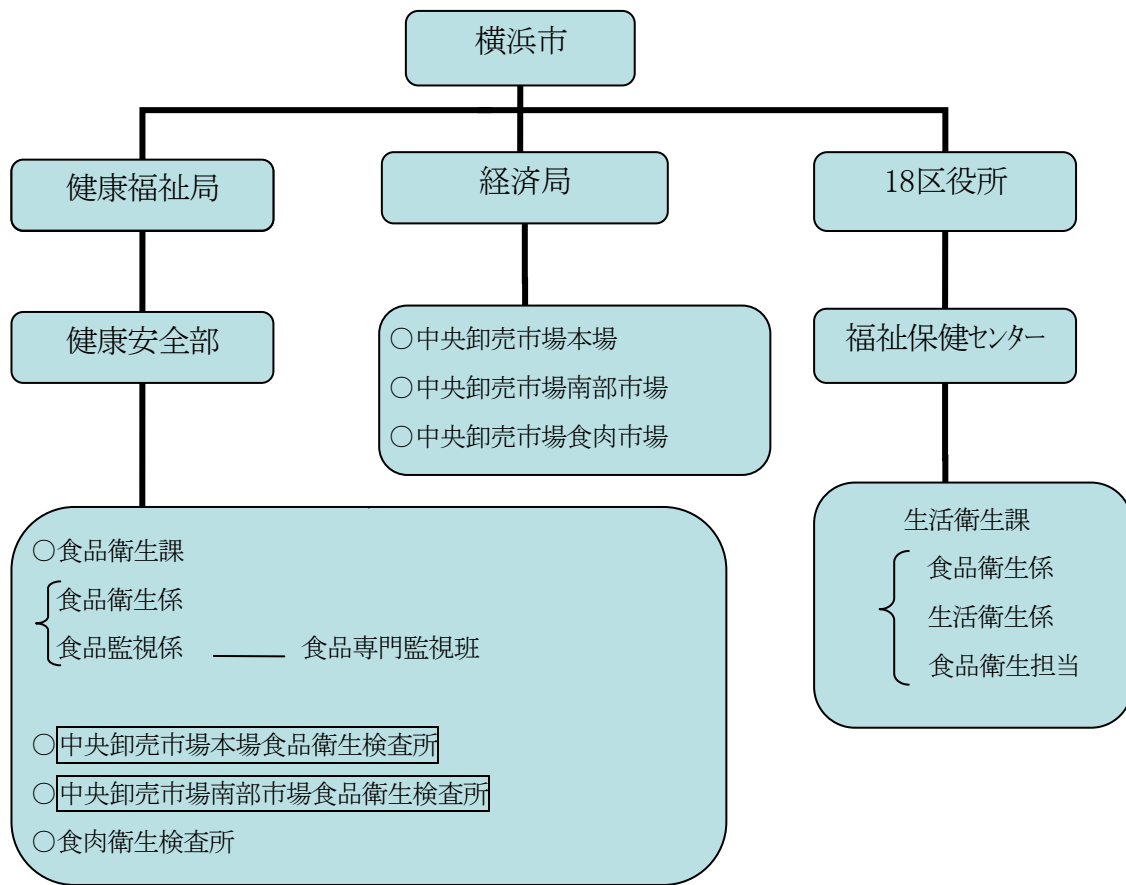 横浜市
健康福祉局
経済局
18区役所
健康安全部
○中央卸売市場本場
○中央卸売市場南部市場
○中央卸売市場食肉市場
福祉保健センター
○食品衛生課
食品衛生係
食品監視係 食品専門監視班
○中央卸売市場本場食品衛生検査所
○中央卸売市場南部市場食品衛生検査所
○食肉衛生検査所
生活衛生課
食品衛生係
生活衛生係
食品衛生担当